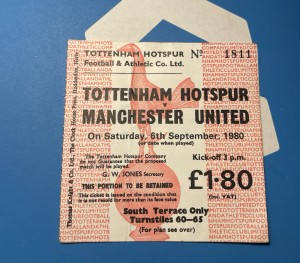 TOTTENHAM HOTSPUR
Football & Athletic Co. Ltd.
Nº 1811
TOTTENHAM HOTSPUR
v
MANCHESTER UNITED
On Saturday, 6th September, 1980
(or date when played)
The Tottenham Hotspur Company
do not Guarantee that the proposed
match will be played.
Kick-off 3 p.m.
G. W. JONES Secretary
£1·80
(Inc. VAT)
THIS PORTION TO BE RETAINED
This ticket is issued on the condition that
it is not resold for more than its face value
South Terrace Only
Turnstiles 60—65
(For plan see over)